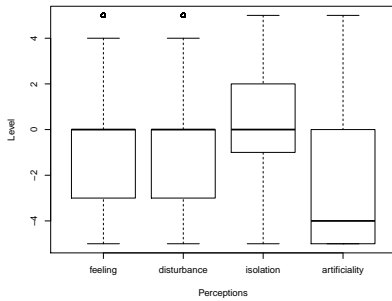 4
2
0
−2
−4
Level
feeling disturbance isolation artificiality
Perceptions